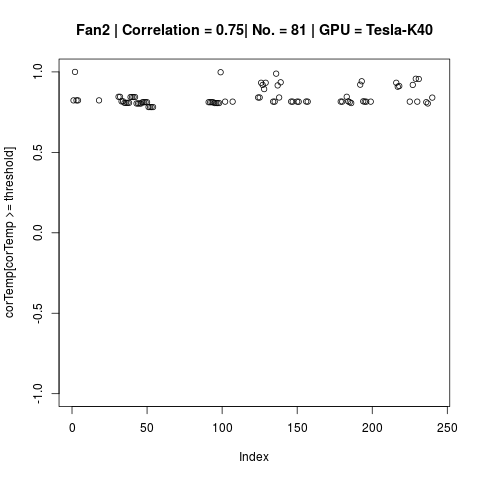 Fan2 | Correlation = 0.75| No. = 81 | GPU = Tesla-K40
corTemp[corTemp >= threshold]
1.0
0.5
0.0
-0.5
-1.0
0 50 100 150 200 250
Index